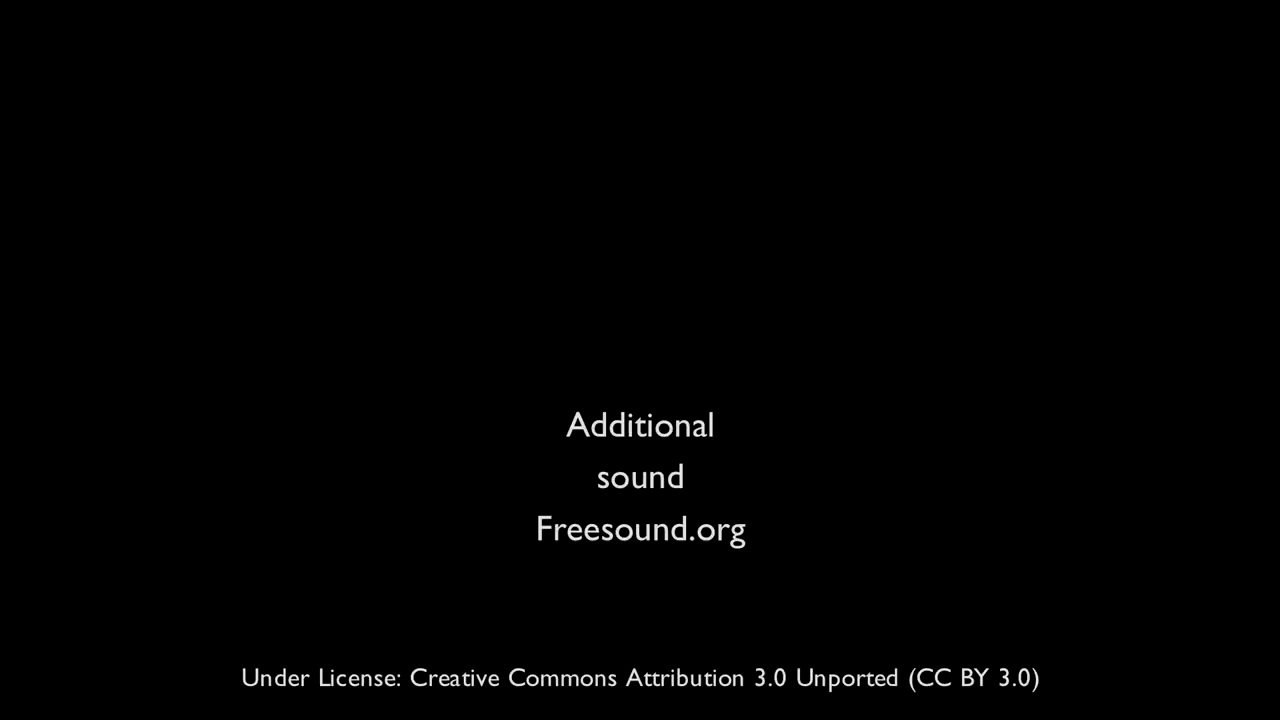 Additional
sound
Freesound.org
Under License: Creative Commons Attribution 3.0 Unported (CC BY 3.0)